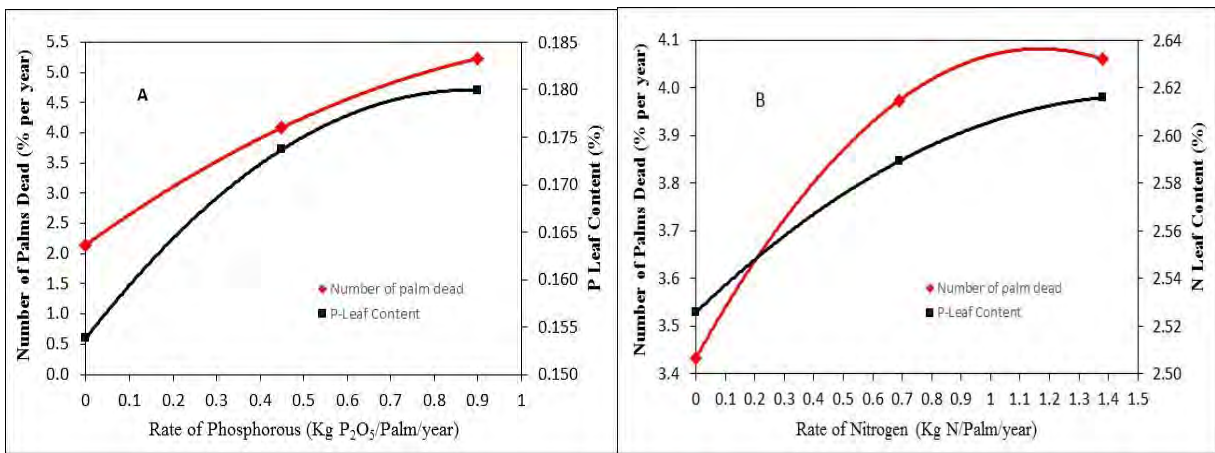 A
Number of Palms Dead (% per year)
5.5
5.0
4.5
4.0
3.5
3.0
2.5
2.0
1.5
1.0
0.5
0.0
0.185
0.180
0.175
0.170
0.165
0.160
0.155
0.150
P Leaf Content (%)
Number of palm dead
P-Leaf Content
0 0.1 0.2 0.3 0.4 0.5 0.6 0.7 0.8 0.9 1
Rate of Phosphorous (Kg P₂O₅/Palm/year)
B
Number of Palms Dead (% per year)
4.1
4.0
3.9
3.8
3.7
3.6
3.5
3.4
2.64
2.62
2.60
2.58
2.56
2.54
2.52
2.50
N Leaf Content (%)
Number of palm dead
P-Leaf Content
0 0.1 0.2 0.3 0.4 0.5 0.6 0.7 0.8 0.9 1 1.1 1.2 1.3 1.4 1.5
Rate of Nitrogen (Kg N/Palm/year)